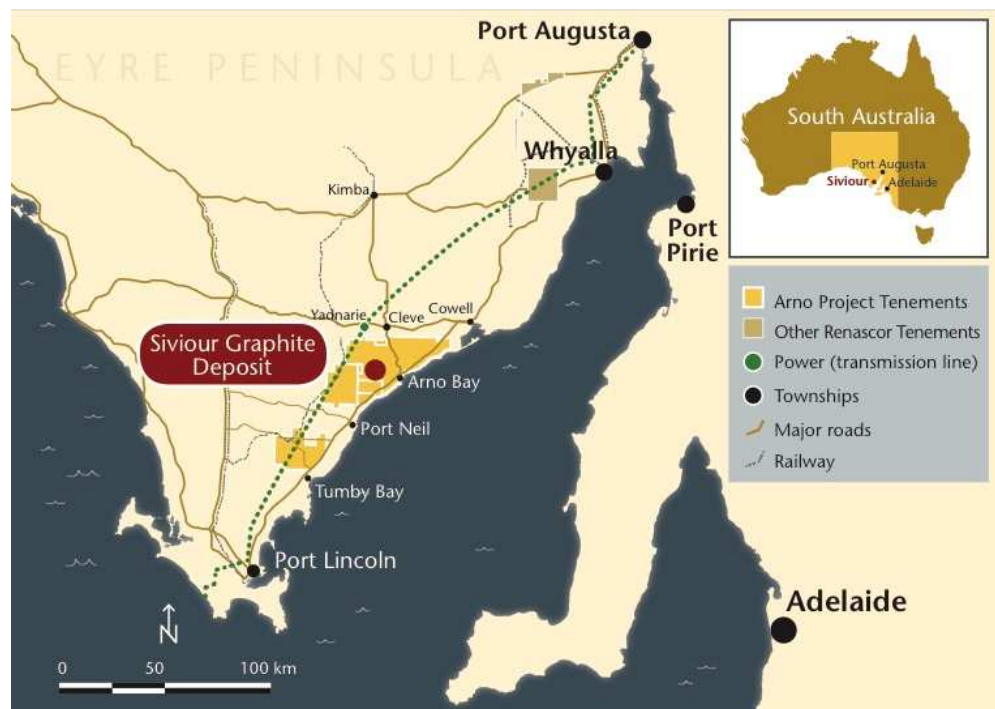 EYRE PENINSULA
Port Augusta
Whyalla
Kimba
Port
Pirie
Yadnarie
Cleve
Cowell
Siviour Graphite
Deposit
Arno Bay
Port Neil
Tumby Bay
Port Lincoln
Adelaide
N
0 50 100 km
South Australia
Port Augusta
Siviour
Adelaide
Arno Project Tenements
Other Renascor Tenements
Power (transmission line)
Townships
Major roads
Railway